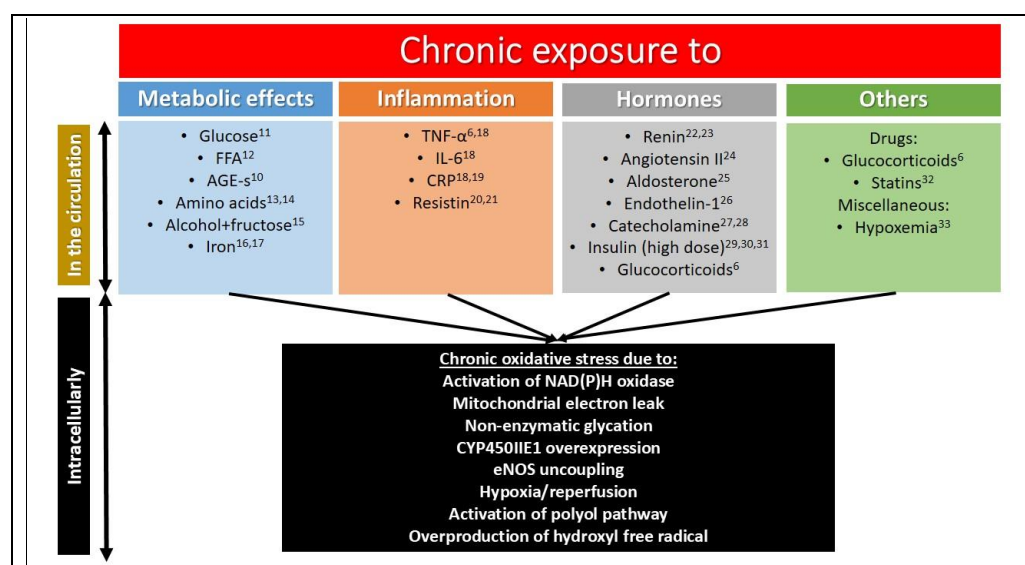 Chronic exposure to
Metabolic effects
Inflammation
Hormones
Others
In the circulation
• Glucose¹¹
• FFA¹²
• AGE-s¹⁰
• Amino acids¹³,¹⁴
• Alcohol+fructose¹⁵
• Iron¹⁶,¹⁷
• TNF-α⁶,¹⁸
• IL-6¹⁸
• CRP¹⁸,¹⁹
• Resistin²⁰,²¹
• Renin²²,²³
• Angiotensin II²⁴
• Aldosterone²⁵
• Endothelin-1²⁶
• Catecholamine²⁷,²⁸
• Insulin (high dose)²⁹,³⁰,³¹
• Glucocorticoids⁶
Drugs:
• Glucocorticoids⁶
• Statins³²
Miscellaneous:
• Hypoxemia³³
Intracellularly
Chronic oxidative stress due to:
Activation of NAD(P)H oxidase
Mitochondrial electron leak
Non-enzymatic glycation
CYP450IIE1 overexpression
eNOS uncoupling
Hypoxia/reperfusion
Activation of polyol pathway
Overproduction of hydroxyl free radical